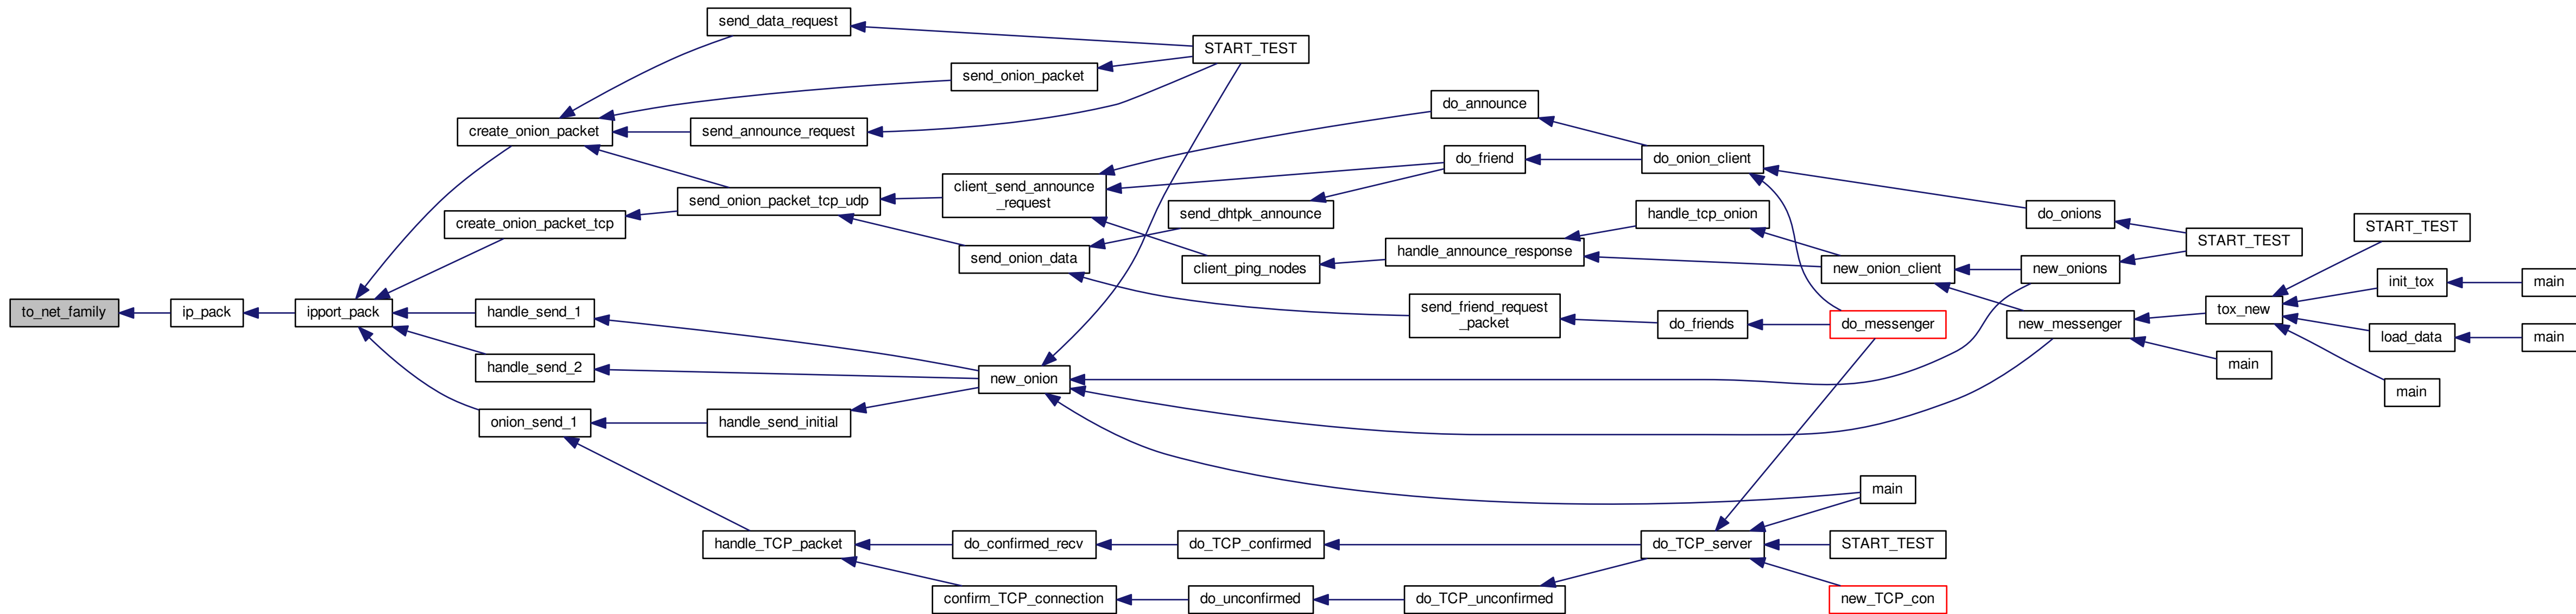 send_data_request
START_TEST
send_onion_packet
do_announce
create_onion_packet
send_announce_request
do_friend
do_onion_client
client_send_announce
_request
send_onion_packet_tcp_udp
send_dhtpk_announce
handle_tcp_onion
do_onions
create_onion_packet_tcp
START_TEST
START_TEST
send_onion_data
handle_announce_response
client_ping_nodes
new_onion_client
new_onions
init_tox
main
to_net_family
ip_pack
ipport_pack
handle_send_1
send_friend_request
_packet
do_friends
do_messenger
new_messenger
tox_new
load_data
main
handle_send_2
new_onion
main
main
onion_send_1
handle_send_initial
main
handle_TCP_packet
do_confirmed_recv
do_TCP_confirmed
do_TCP_server
START_TEST
confirm_TCP_connection
do_unconfirmed
do_TCP_unconfirmed
new_TCP_con